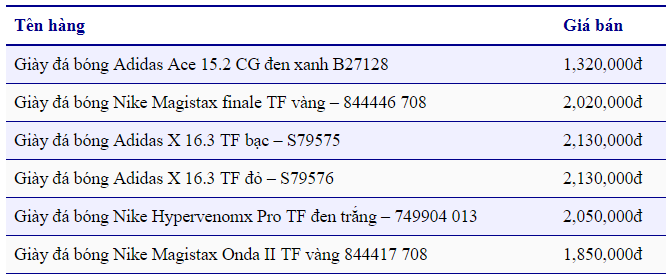 Tên hàng Giá bán
Giày đá bóng Adidas Ace 15.2 CG đen xanh B27128 1,320,000đ
Giày đá bóng Nike Magistax finale TF vàng – 844446 708 2,020,000đ
Giày đá bóng Adidas X 16.3 TF bạc – S79575 2,130,000đ
Giày đá bóng Adidas X 16.3 TF đỏ – S79576 2,130,000đ
Giày đá bóng Nike Hypervenomx Pro TF đen trắng – 749904 013 2,050,000đ
Giày đá bóng Nike Magistax Onda II TF vàng 844417 708 1,850,000đ